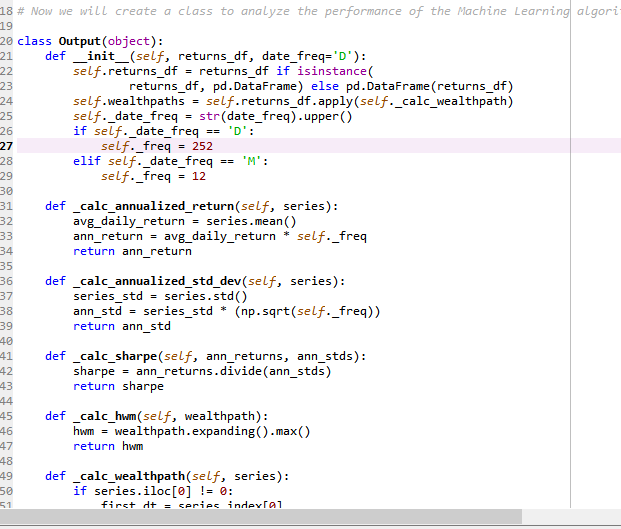 18 # Now we will create a class to analyze the performance of the Machine Learning
19
20 class Output(object):
21     def __init__(self, returns_df, date_freq='D'):
22         self.returns_df = returns_df if isinstance(
23                 returns_df, pd.DataFrame) else pd.DataFrame(returns_df)
24         self.wealthpaths = self.returns_df.apply(self._calc_wealthpath)
25         self._date_freq = str(date_freq).upper()
26         if self._date_freq == 'D':
27             self._freq = 252
28         elif self._date_freq == 'M':
29             self._freq = 12
30
31     def _calc_annualized_return(self, series):
32         avg_daily_return = series.mean()
33         ann_return = avg_daily_return * self._freq
34         return ann_return
35
36     def _calc_annualized_std_dev(self, series):
37         series_std = series.std()
38         ann_std = series_std * (np.sqrt(self._freq))
39         return ann_std
40
41     def _calc_sharpe(self, ann_returns, ann_stds):
42         sharpe = ann_returns.divide(ann_stds)
43         return sharpe
44
45     def _calc_hwm(self, wealthpath):
46         hwm = wealthpath.expanding().max()
47         return hwm
48
49     def _calc_wealthpath(self, series):
50         if series.iloc[0] != 0:
51             first_dt = series.index[0]